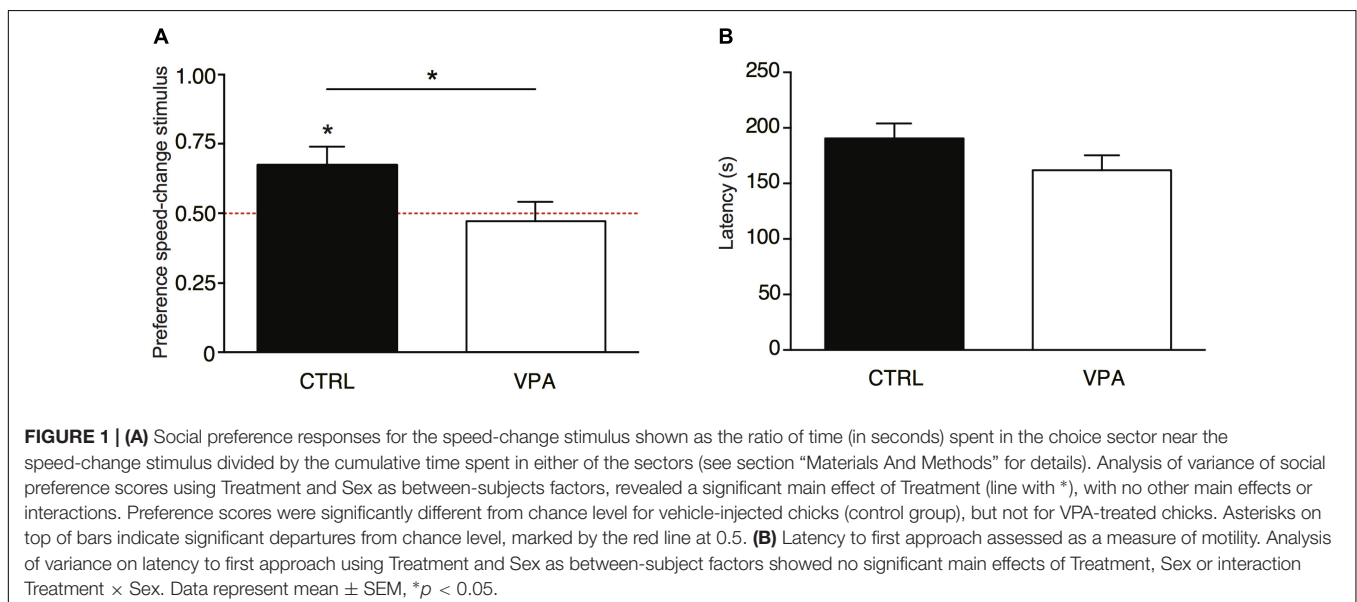 A
B
Preference speed-change stimulus
1.00
0.75
0.50
0.25
0
*
*
CTRL
VPA
Latency (s)
250
200
150
100
50
0
CTRL
VPA
FIGURE 1 | (A) Social preference responses for the speed-change stimulus shown as the ratio of time (in seconds) spent in the choice sector near the
speed-change stimulus divided by the cumulative time spent in either of the sectors (see section “Materials And Methods” for details). Analysis of variance of social
preference scores using Treatment and Sex as between-subjects factors, revealed a significant main effect of Treatment (line with *), with no other main effects or
interactions. Preference scores were significantly different from chance level for vehicle-injected chicks (control group), but not for VPA-treated chicks. Asterisks on
top of bars indicate significant departures from chance level, marked by the red line at 0.5. (B) Latency to first approach assessed as a measure of motility. Analysis
of variance on latency to first approach using Treatment and Sex as between-subject factors showed no significant main effects of Treatment, Sex or interaction
Treatment × Sex. Data represent mean ± SEM, *p < 0.05.